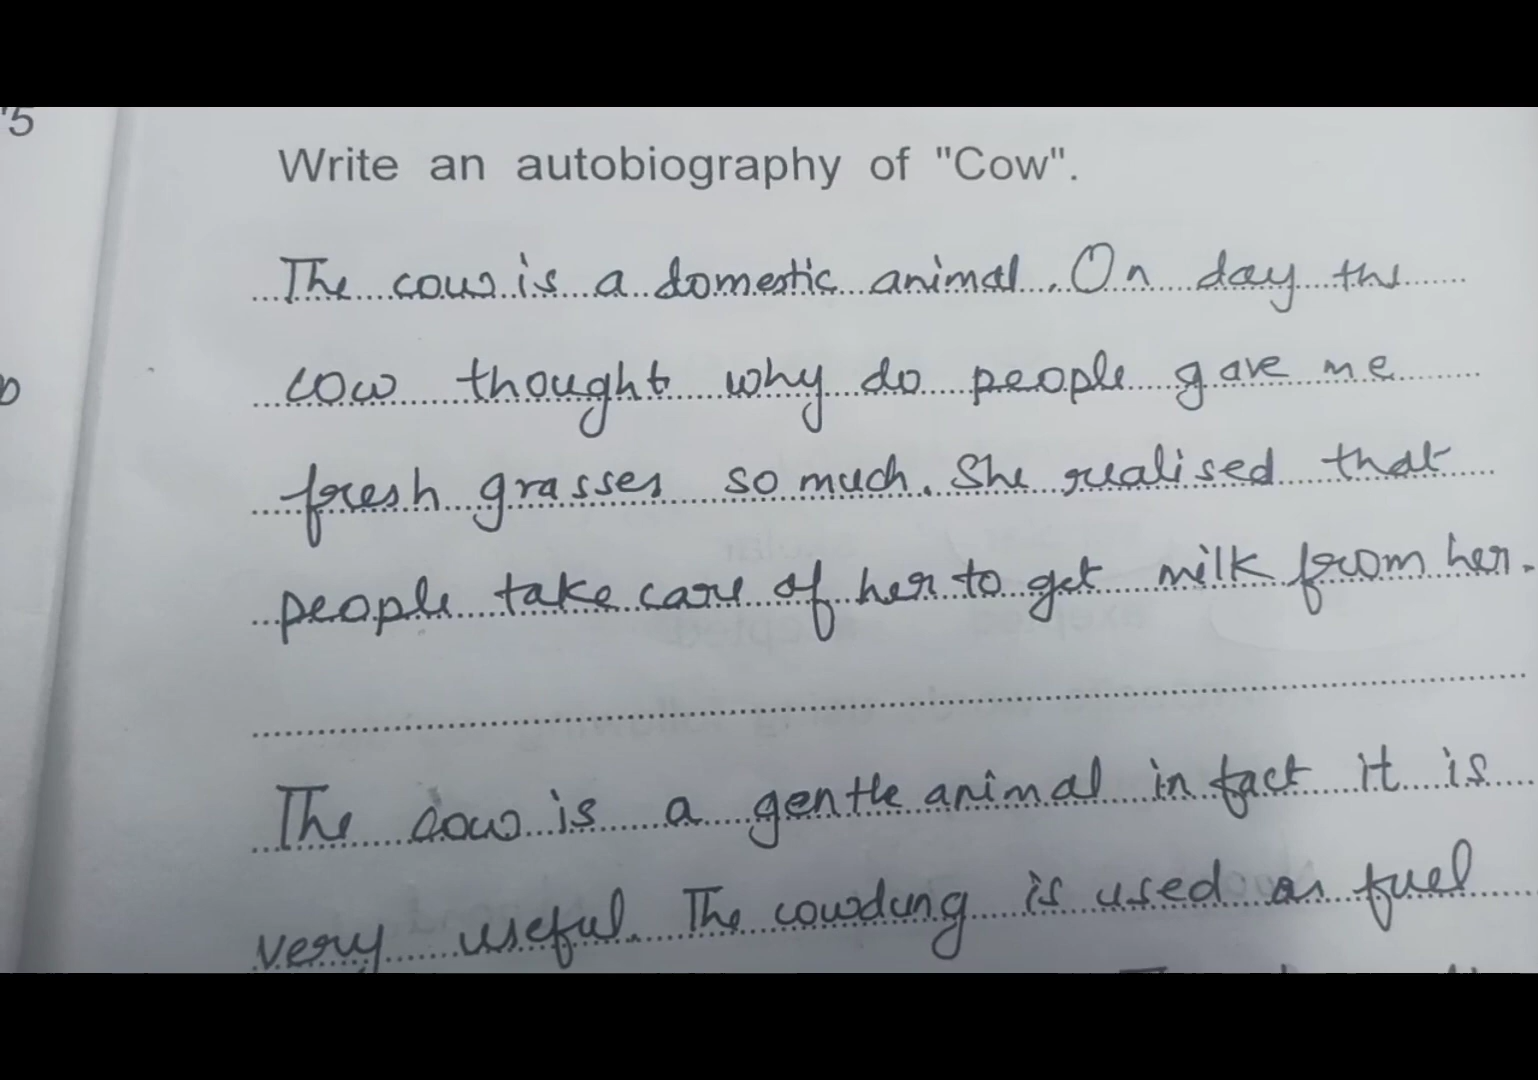 '5
Write an autobiography of "Cow".
The cow is a domestic animal. On day the
cow thought why do people gave me
fresh grasses so much. She realised that
people take care of her to get milk from her.
The cow is a gentle animal in fact it is
very useful. The cowdung is used as fuel